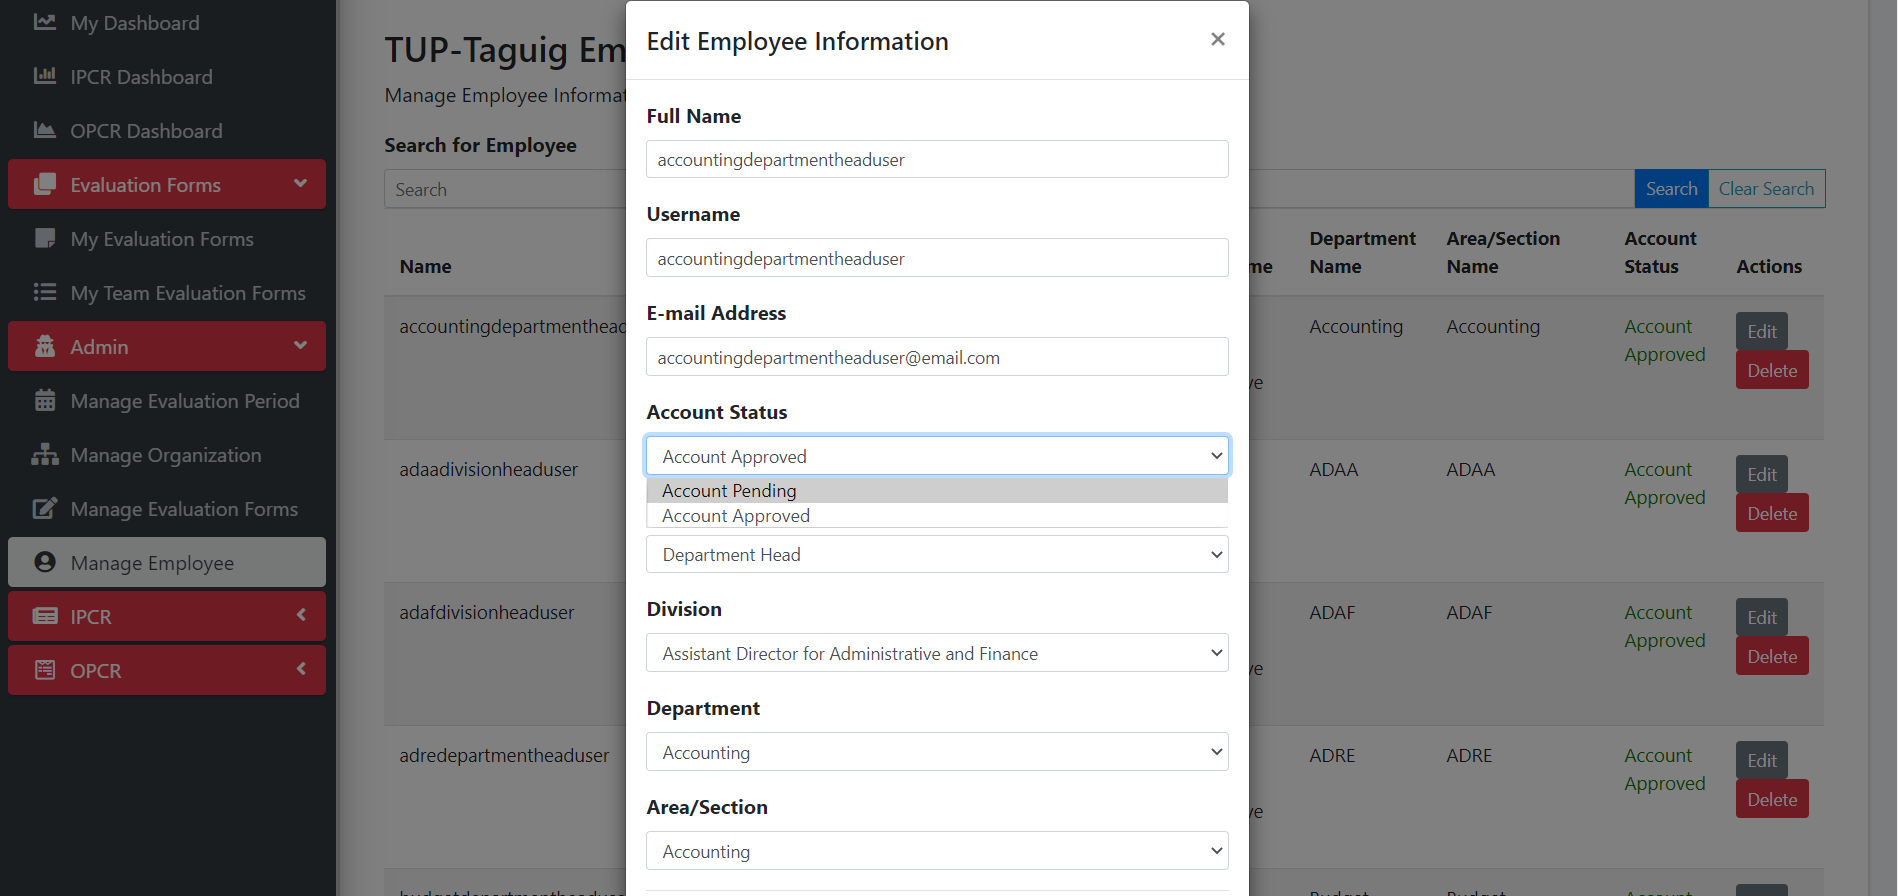 My Dashboard
IPCR Dashboard
OPCR Dashboard
Evaluation Forms
My Evaluation Forms
My Team Evaluation Forms
Admin
Manage Evaluation Period
Manage Organization
Manage Evaluation Forms
Manage Employee
IPCR
OPCR
TUP-Taguig Em
Manage Employee Informat
Search for Employee
Search
Search Clear Search
Name
me
Department Name
Area/Section Name
Account Status
Actions
accountingdepartmenthead
ve
Accounting
Accounting
Account Approved
Edit
Delete
adaadivisionheaduser
ADAA
ADAA
Account Approved
Edit
Delete
adafdivisionheaduser
ve
ADAF
ADAF
Account Approved
Edit
Delete
adredepartmentheaduser
ve
ADRE
ADRE
Account Approved
Edit
Delete
Edit Employee Information
×
Full Name
accountingdepartmentheaduser
Username
accountingdepartmentheaduser
E-mail Address
accountingdepartmentheaduser@email.com
Account Status
Account Approved
Account Pending
Account Approved
Department Head
Division
Assistant Director for Administrative and Finance
Department
Accounting
Area/Section
Accounting